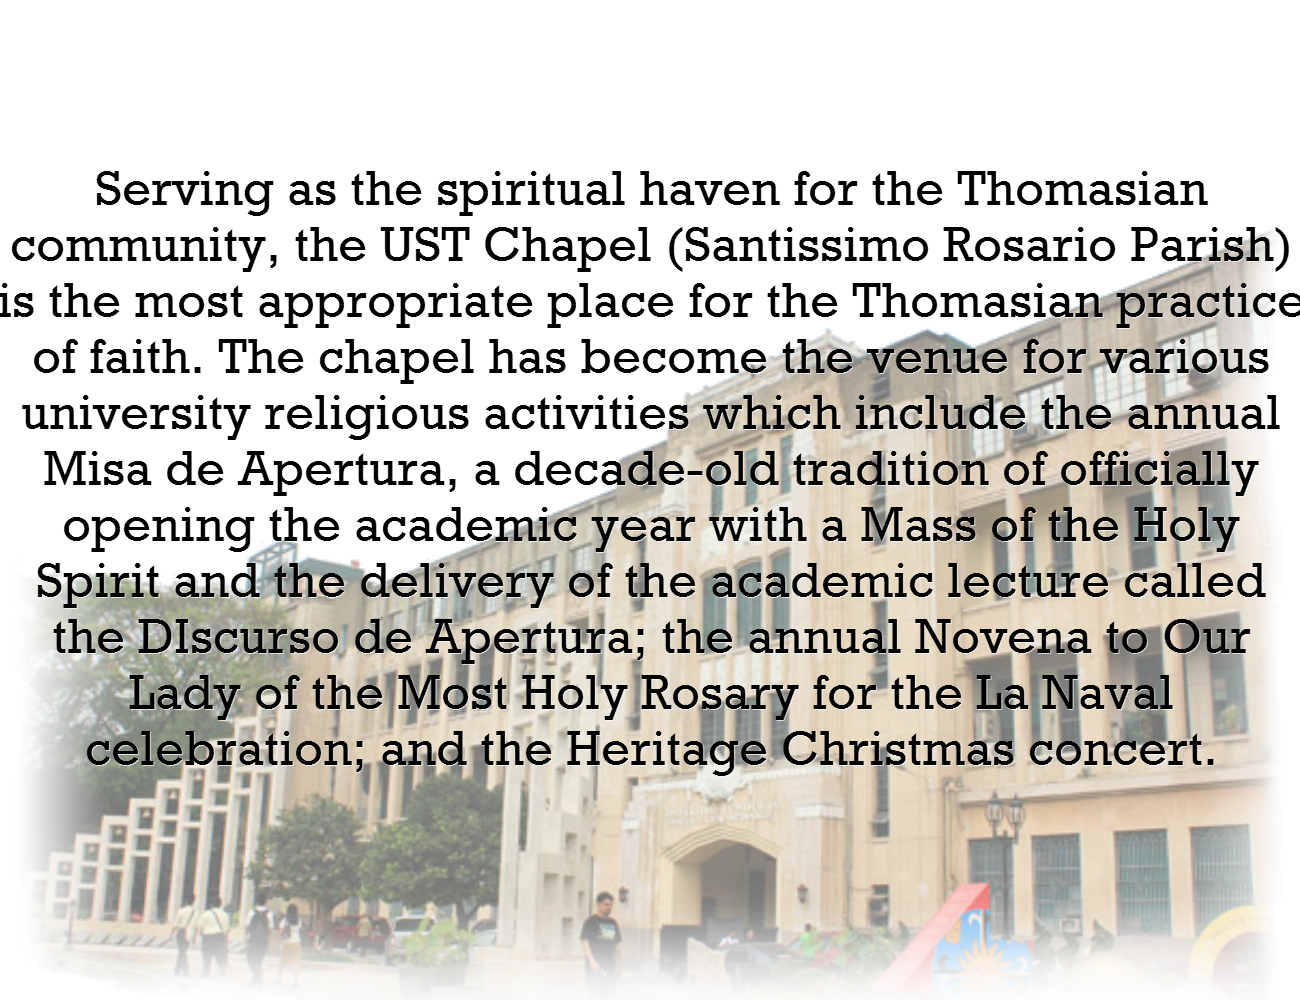 Serving as the spiritual haven for the Thomasian
community, the UST Chapel (Santissimo Rosario Parish)
is the most appropriate place for the Thomasian practice
of faith. The chapel has become the venue for various
university religious activities which include the annual
Misa de Apertura, a decade-old tradition of officially
opening the academic year with a Mass of the Holy
Spirit and the delivery of the academic lecture called
the DIscurso de Apertura; the annual Novena to Our
Lady of the Most Holy Rosary for the La Naval
celebration; and the Heritage Christmas concert.